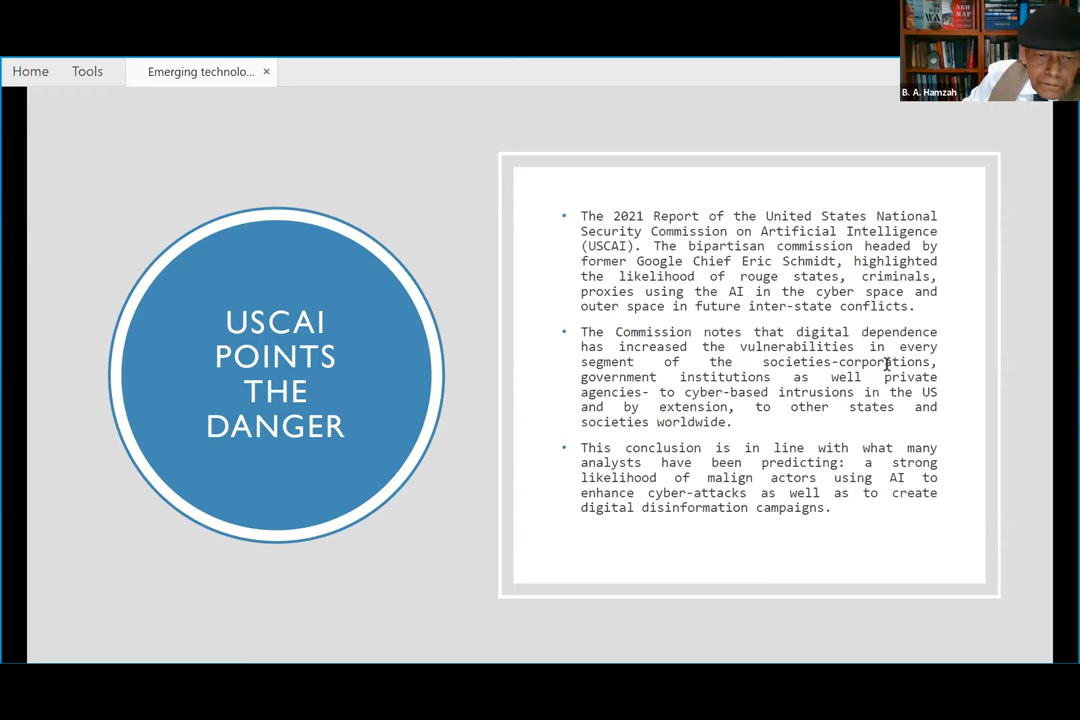 Home Tools Emerging technolo... ×
B. A. Hamzah
USCAI
POINTS
THE
DANGER
• The 2021 Report of the United States National
Security Commission on Artificial Intelligence
(USCAI). The bipartisan commission headed by
former Google Chief Eric Schmidt, highlighted
the likelihood of rouge states, criminals,
proxies using the AI in the cyber space and
outer space in future inter-state conflicts.
• The Commission notes that digital dependence
has increased the vulnerabilities in every
segment of the societies-corporations,
government institutions as well private
agencies- to cyber-based intrusions in the US
and by extension, to other states and
societies worldwide.
• This conclusion is in line with what many
analysts have been predicting: a strong
likelihood of malign actors using AI to
enhance cyber-attacks as well as to create
digital disinformation campaigns.